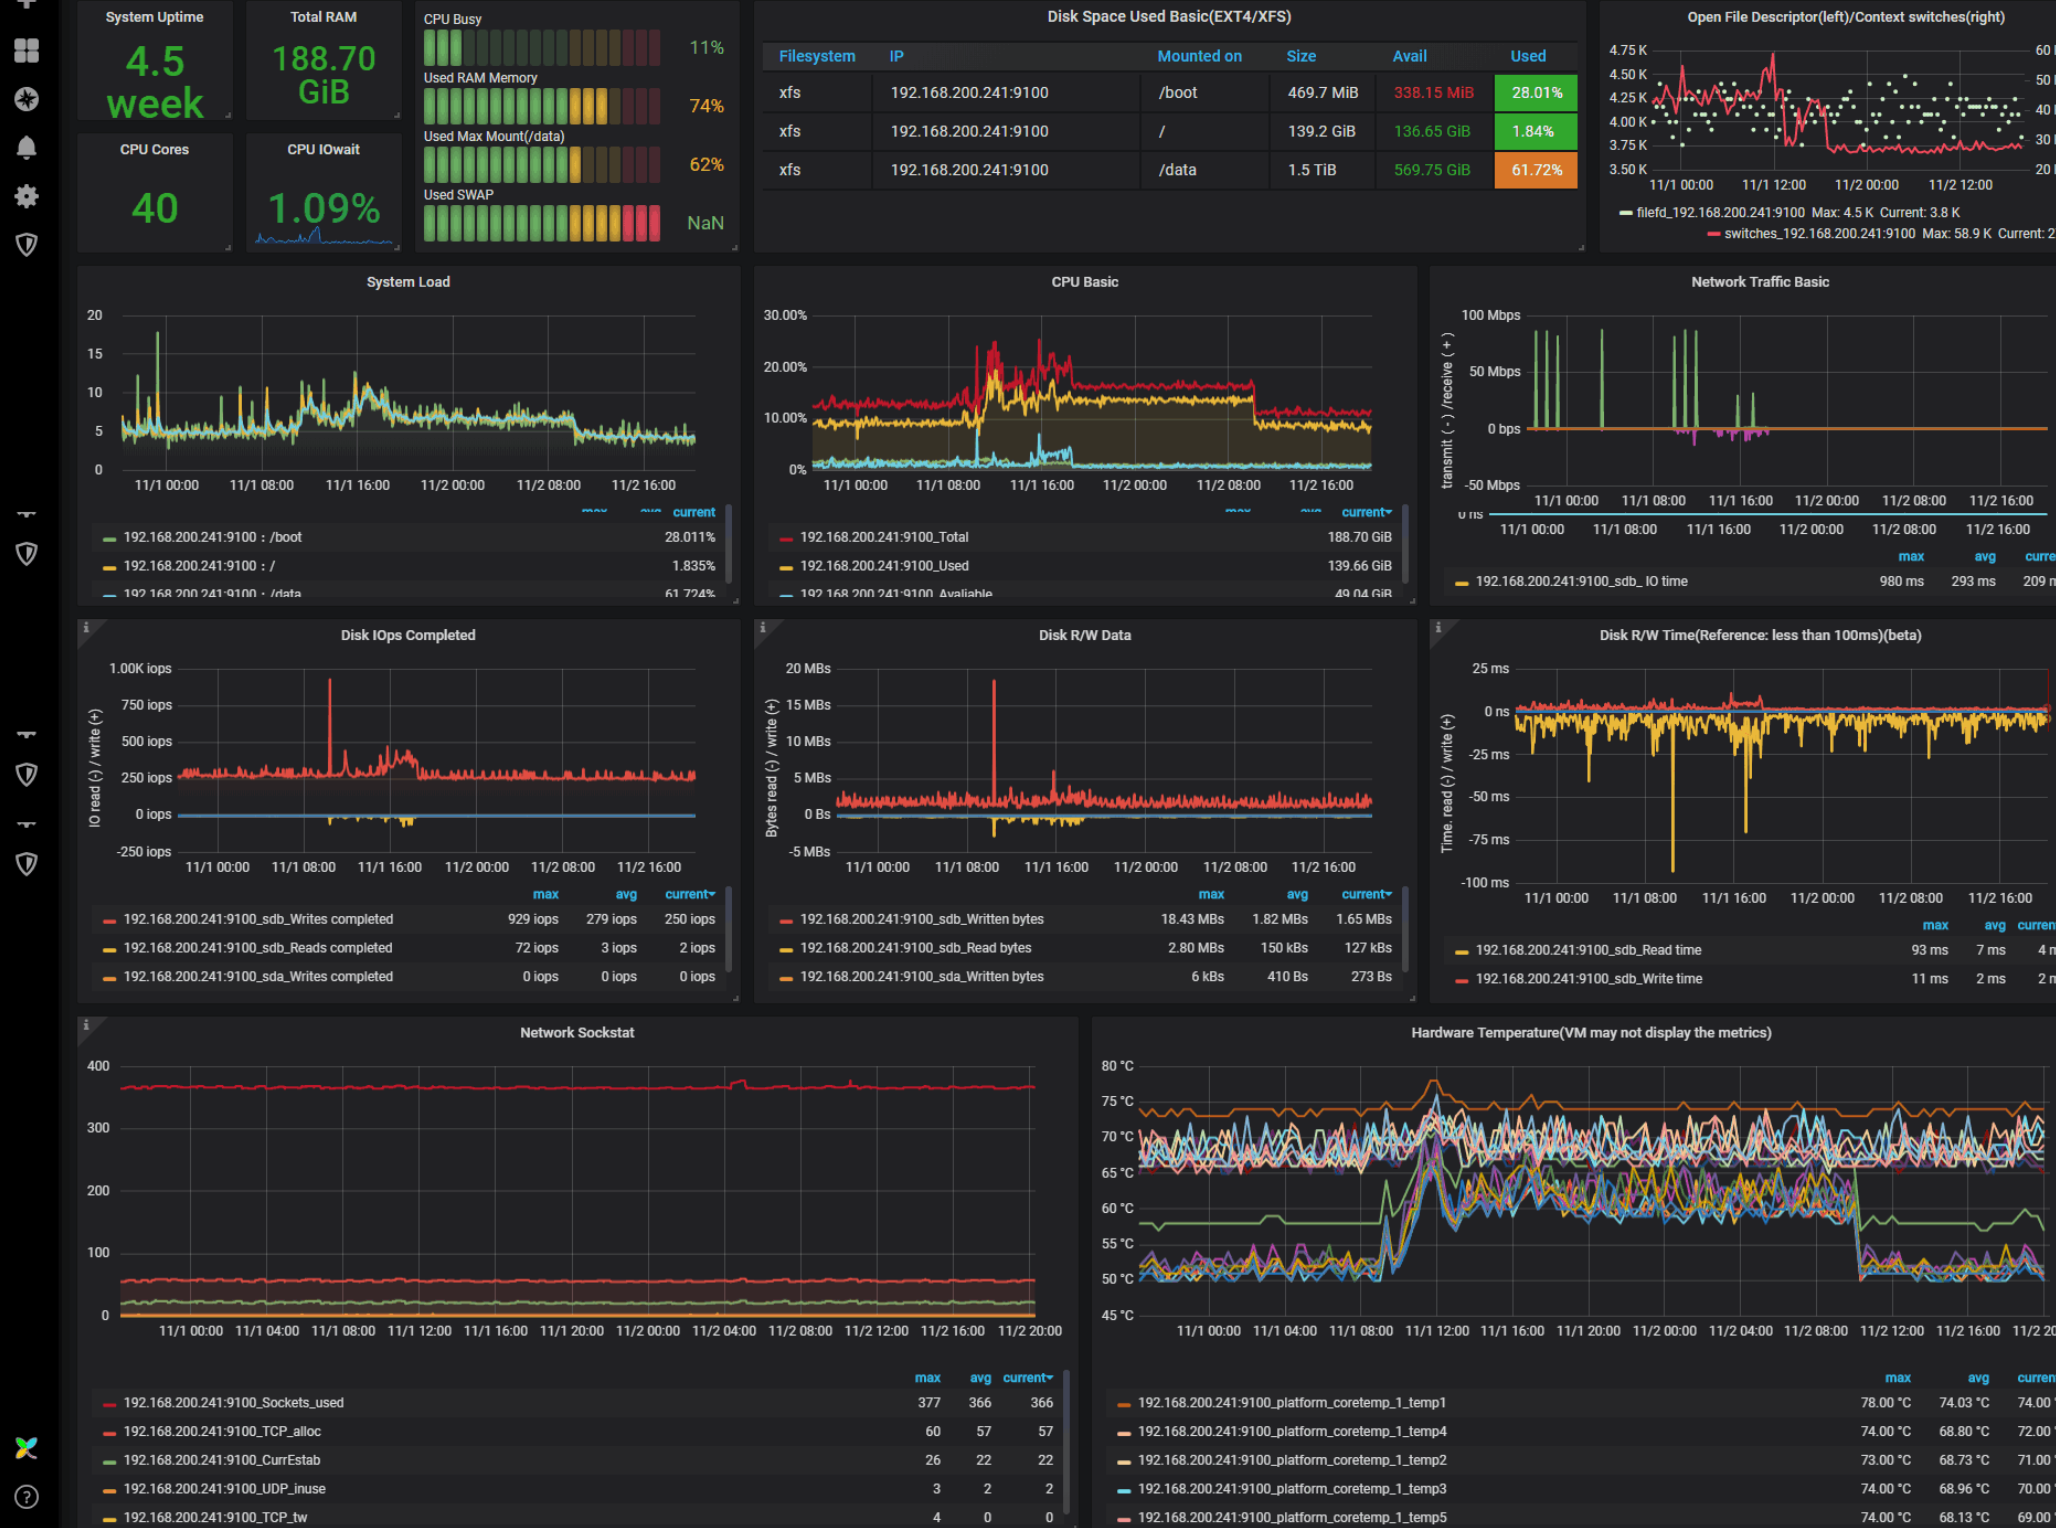 System Uptime
4.5
week
Total RAM
188.70
GiB
CPU Cores
40
CPU IOwait
1.09%
CPU Busy
11%
Used RAM Memory
74%
Used Max Mount(/data)
62%
Used SWAP
NaN
Disk Space Used Basic(EXT4/XFS)
Filesystem IP Mounted on Size Avail Used
xfs 192.168.200.241:9100 /boot 469.7 MiB 338.15 MiB 28.01%
xfs 192.168.200.241:9100 / 139.2 GiB 136.65 GiB 1.84%
xfs 192.168.200.241:9100 /data 1.5 TiB 569.75 GiB 61.72%
Open File Descriptor(left)/Context switches(right)
4.75 K
4.50 K
4.25 K
4.00 K
3.75 K
3.50 K
60
50
40
30
20
11/1 00:00 11/1 12:00 11/2 00:00 11/2 12:00
filefd_192.168.200.241:9100 Max: 4.5 K Current: 3.8 K
switches_192.168.200.241:9100 Max: 58.9 K Current: 2
System Load
20
15
10
5
0
11/1 00:00 11/1 08:00 11/1 16:00 11/2 00:00 11/2 08:00 11/2 16:00
max avg current
192.168.200.241:9100 : /boot 28.011%
192.168.200.241:9100 : / 1.835%
192.168.200.241:9100 : /data 61.724%
CPU Basic
30.00%
20.00%
10.00%
0%
11/1 00:00 11/1 08:00 11/1 16:00 11/2 00:00 11/2 08:00 11/2 16:00
max avg current
192.168.200.241:9100_Total 188.70 GiB
192.168.200.241:9100_Used 139.66 GiB
192.168.200.241:9100_Avaliable 49.04 GiB
Network Traffic Basic
transmit ( - ) /receive ( + )
100 Mbps
50 Mbps
0 bps
-50 Mbps
11/1 00:00 11/1 08:00 11/1 16:00 11/2 00:00 11/2 08:00 11/2 16:00
0 ns
11/1 00:00 11/1 08:00 11/1 16:00 11/2 00:00 11/2 08:00 11/2 16:00
max avg curre
192.168.200.241:9100_sdb_ IO time 980 ms 293 ms 209 m
Disk IOps Completed
IO read (-) / write (+)
1.00K iops
750 iops
500 iops
250 iops
0 iops
-250 iops
11/1 00:00 11/1 08:00 11/1 16:00 11/2 00:00 11/2 08:00 11/2 16:00
max avg current
192.168.200.241:9100_sdb_Writes completed 929 iops 279 iops 250 iops
192.168.200.241:9100_sdb_Reads completed 72 iops 3 iops 2 iops
192.168.200.241:9100_sda_Writes completed 0 iops 0 iops 0 iops
Disk R/W Data
Bytes read (-) / write (+)
20 MBs
15 MBs
10 MBs
5 MBs
0 Bs
-5 MBs
11/1 00:00 11/1 08:00 11/1 16:00 11/2 00:00 11/2 08:00 11/2 16:00
max avg current
192.168.200.241:9100_sdb_Written bytes 18.43 MBs 1.82 MBs 1.65 MBs
192.168.200.241:9100_sdb_Read bytes 2.80 MBs 150 kBs 127 kBs
192.168.200.241:9100_sda_Written bytes 6 kBs 410 Bs 273 Bs
Disk R/W Time(Reference: less than 100ms)(beta)
Time. read (-) / write (+)
25 ms
0 ns
-25 ms
-50 ms
-75 ms
-100 ms
11/1 00:00 11/1 08:00 11/1 16:00 11/2 00:00 11/2 08:00 11/2 16:00
max avg curren
192.168.200.241:9100_sdb_Read time 93 ms 7 ms 4 m
192.168.200.241:9100_sdb_Write time 11 ms 2 ms 2 m
Network Sockstat
400
300
200
100
0
11/1 00:00 11/1 04:00 11/1 08:00 11/1 12:00 11/1 16:00 11/1 20:00 11/2 00:00 11/2 04:00 11/2 08:00 11/2 12:00 11/2 16:00 11/2 20:00
max avg current
192.168.200.241:9100_Sockets_used 377 366 366
192.168.200.241:9100_TCP_alloc 60 57 57
192.168.200.241:9100_CurrEstab 26 22 22
192.168.200.241:9100_UDP_inuse 3 2 2
192.168.200.241:9100_TCP_tw 4 0 0
Hardware Temperature(VM may not display the metrics)
80 °C
75 °C
70 °C
65 °C
60 °C
55 °C
50 °C
45 °C
11/1 00:00 11/1 04:00 11/1 08:00 11/1 12:00 11/1 16:00 11/1 20:00 11/2 00:00 11/2 04:00 11/2 08:00 11/2 12:00 11/2 16:00 11/2 20
max avg curren
192.168.200.241:9100_platform_coretemp_1_temp1 78.00 °C 74.03 °C 74.00
192.168.200.241:9100_platform_coretemp_1_temp4 74.00 °C 68.80 °C 72.00
192.168.200.241:9100_platform_coretemp_1_temp2 73.00 °C 68.73 °C 71.00
192.168.200.241:9100_platform_coretemp_1_temp3 74.00 °C 68.96 °C 70.00
192.168.200.241:9100_platform_coretemp_1_temp5 74.00 °C 68.13 °C 69.00